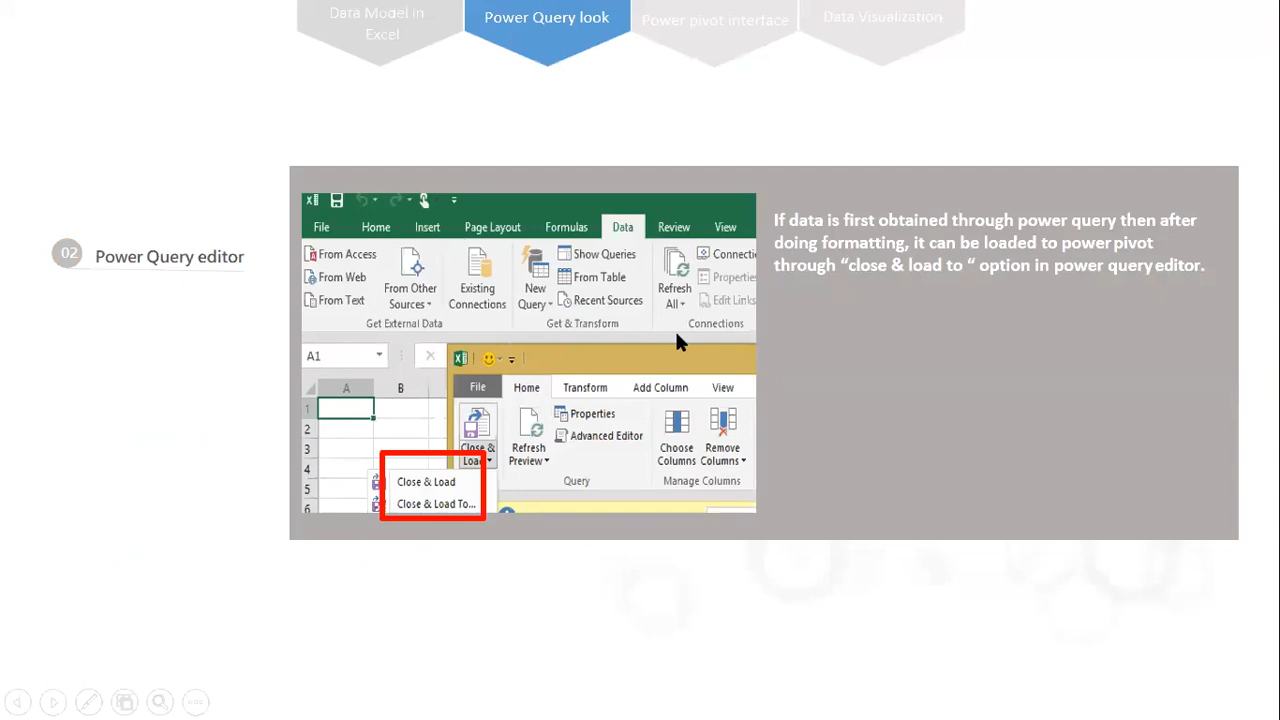 Data Model in
Excel
Power Query look
Power pivot interface
Data Visualization
02
Power Query editor
File Home Insert Page Layout Formulas Data Review View
From Access
From Web
From Text
From Other
Sources
Get External Data
Existing
Connections
New
Query
Show Queries
From Table
Recent Sources
Get & Transform
Refresh
All
Properties
Edit Links
Connections
A1
A B
1
2
3
4
5
6
File Home Transform Add Column View
Close &
Load
Refresh
Preview
Properties
Advanced Editor
Query
Choose
Columns
Remove
Columns
Manage Columns
Close & Load
Close & Load To...
If data is first obtained through power query then after
doing formatting, it can be loaded to power pivot
through “close & load to “ option in power query editor.